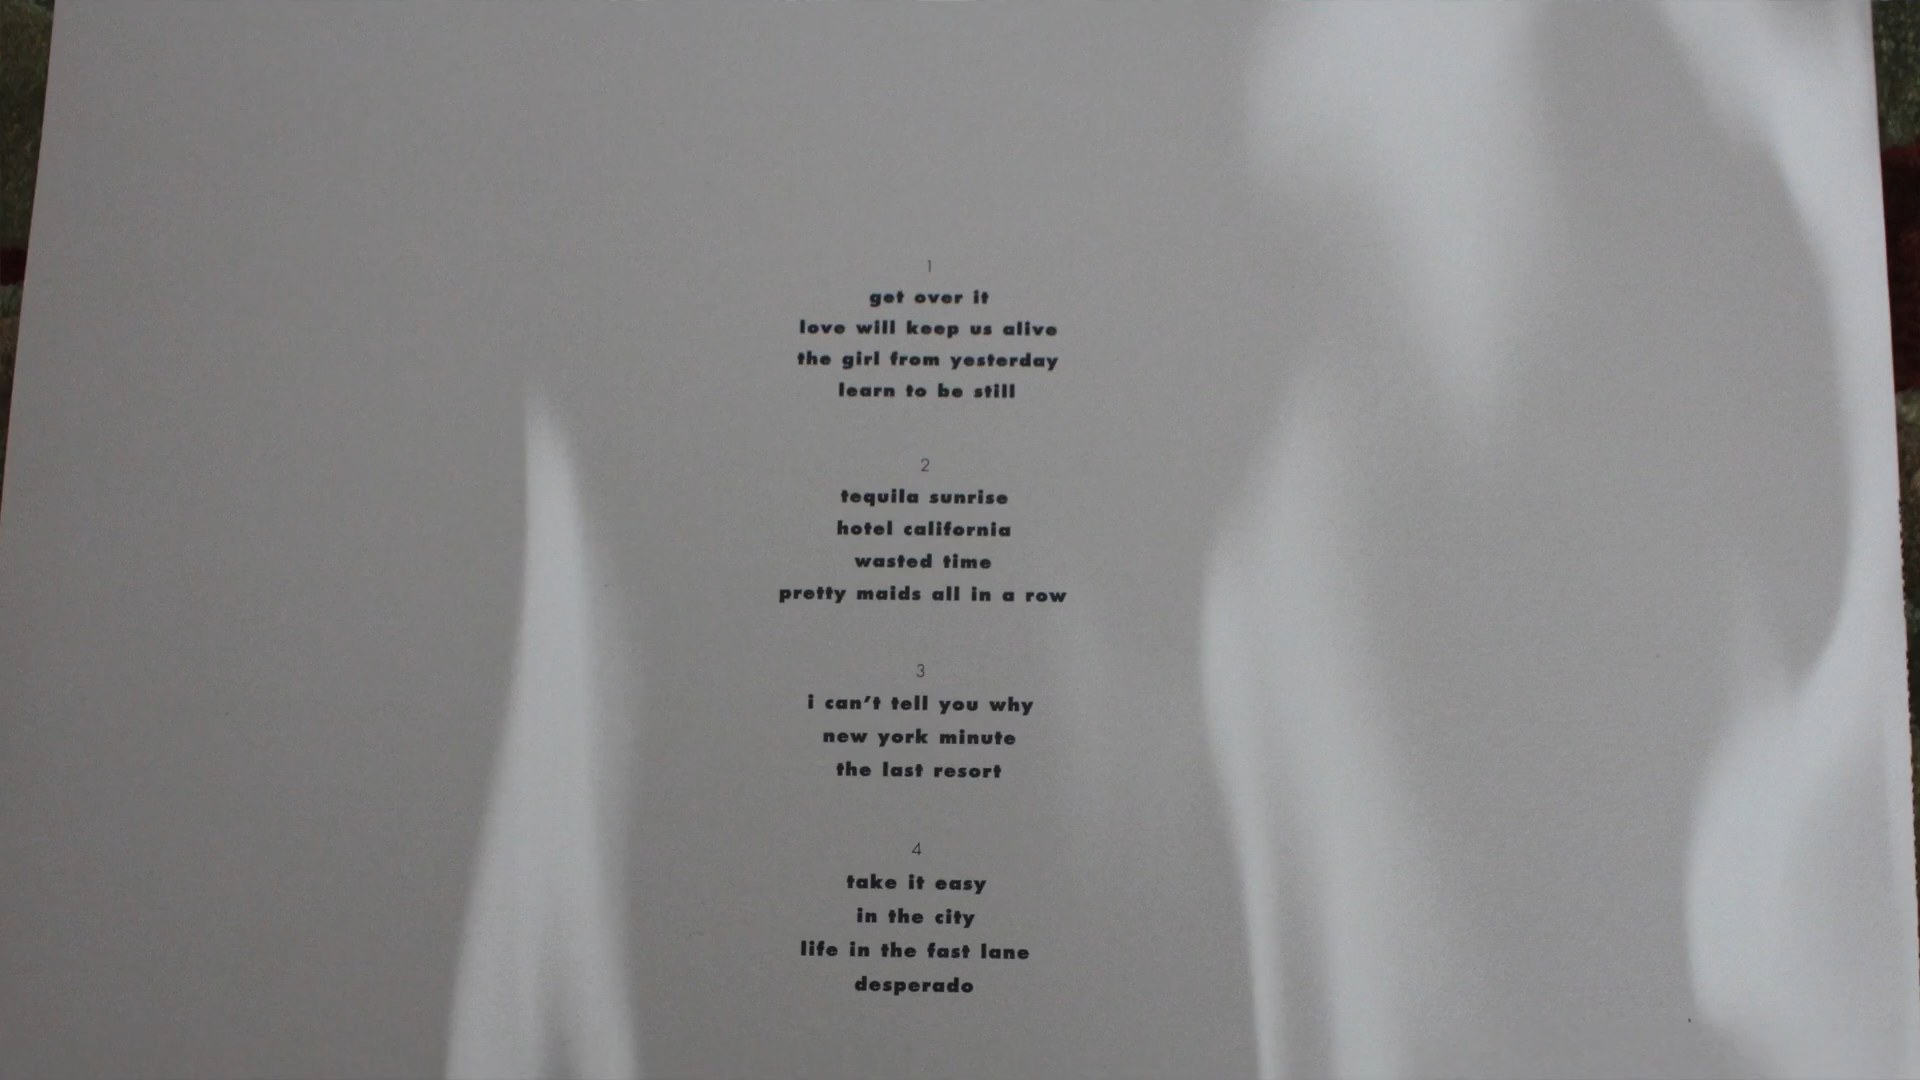 1
get over it
love will keep us alive
the girl from yesterday
learn to be still
2
tequila sunrise
hotel california
wasted time
pretty maids all in a row
3
i can't tell you why
new york minute
the last resort
4
take it easy
in the city
life in the fast lane
desperado